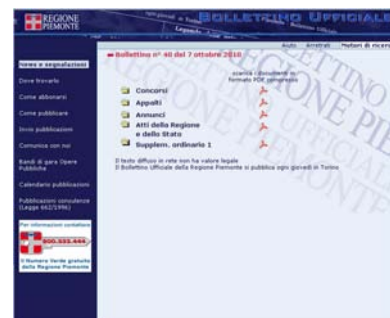 REGIONE
PIEMONTE
BOLLETTINO UFFICIALE
Aiuto Arretrati Motori di ricer
Bollettino n° 40 del 7 ottobre 2010
News e segnalazioni
Dove trovarlo
Come abbonarsi
Come pubblicare
Invio pubblicazioni
Comunica con noi
Bandi di gara Opere
Pubbliche
Calendario pubblicazioni
Pubblicazioni consulenze
(Legge 662/1996)
Per informazioni contattare
800.333.444
Il Numero Verde gratuito
della Regione Piemonte
scarica i documenti in
formato PDF compresso
Concorsi
Appalti
Annunci
Atti della Regione
e dello Stato
Supplem. ordinario 1
Il testo diffuso in rete non ha valore legale
Il Bollettino Ufficiale della Regione Piemonte si pubblica ogni giovedì in Torino